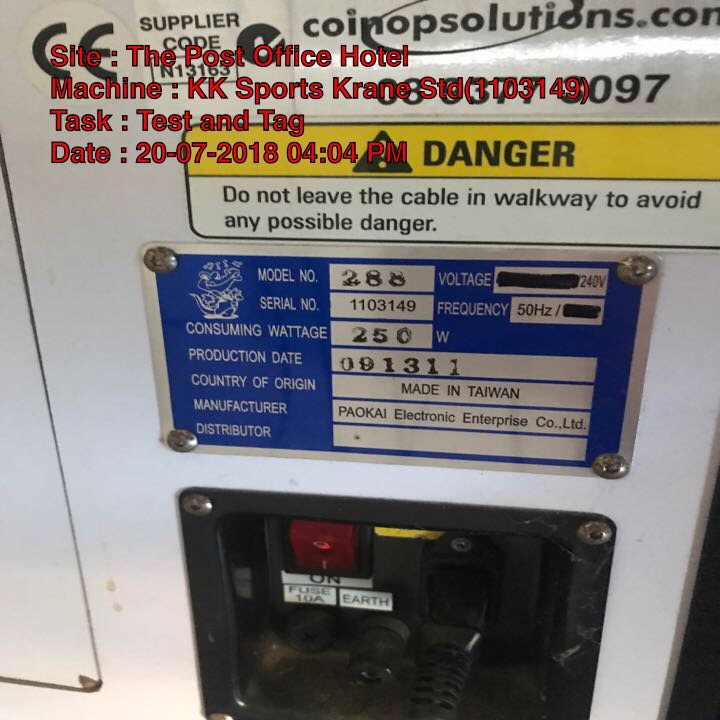 SUPPLIER
CODE
N13163
coinopsolutions.com
Site : The Post Office Hotel
Machine : KK Sports Krane Std(1103149)
Task : Test and Tag
Date : 20-07-2018 04:04 PM
DANGER
Do not leave the cable in walkway to avoid
any possible danger.
MODEL NO. 288 VOLTAGE /240V
SERIAL NO. 1103149 FREQUENCY 50Hz /
CONSUMING WATTAGE 250 W
PRODUCTION DATE 091311
COUNTRY OF ORIGIN MADE IN TAIWAN
MANUFACTURER PAOKAI Electronic Enterprise Co.,Ltd.
DISTRIBUTOR
ON
FUSE
10A
EARTH